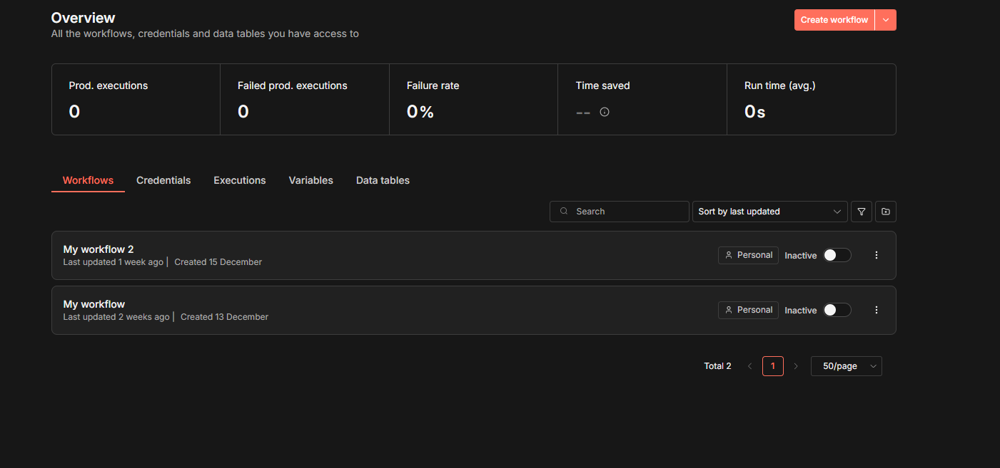 Overview
Create workflow
All the workflows, credentials and data tables you have access to
Prod. executions
0
Failed prod. executions
0
Failure rate
0%
Time saved
--
Run time (avg.)
0s
Workflows Credentials Executions Variables Data tables
Search
Sort by last updated
My workflow 2
Last updated 1 week ago | Created 15 December
Personal
Inactive
My workflow
Last updated 2 weeks ago | Created 13 December
Personal
Inactive
Total 2
1
50/page